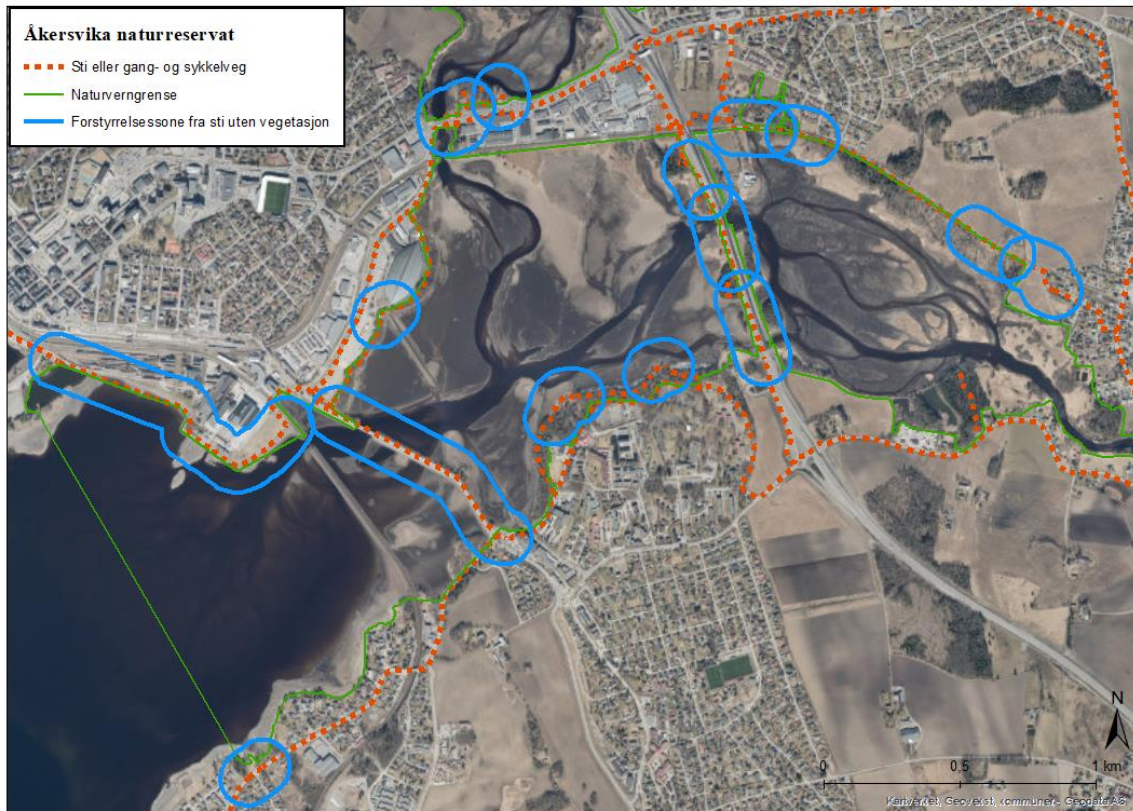 Åkersvika naturreservat
Sti eller gang- og sykkelveg
Naturverngrense
Forstyrrelsessone fra sti uten vegetasjon
N
0 0,5 1 km
Kartverket, Geovekst, kommuner - Geodata AS